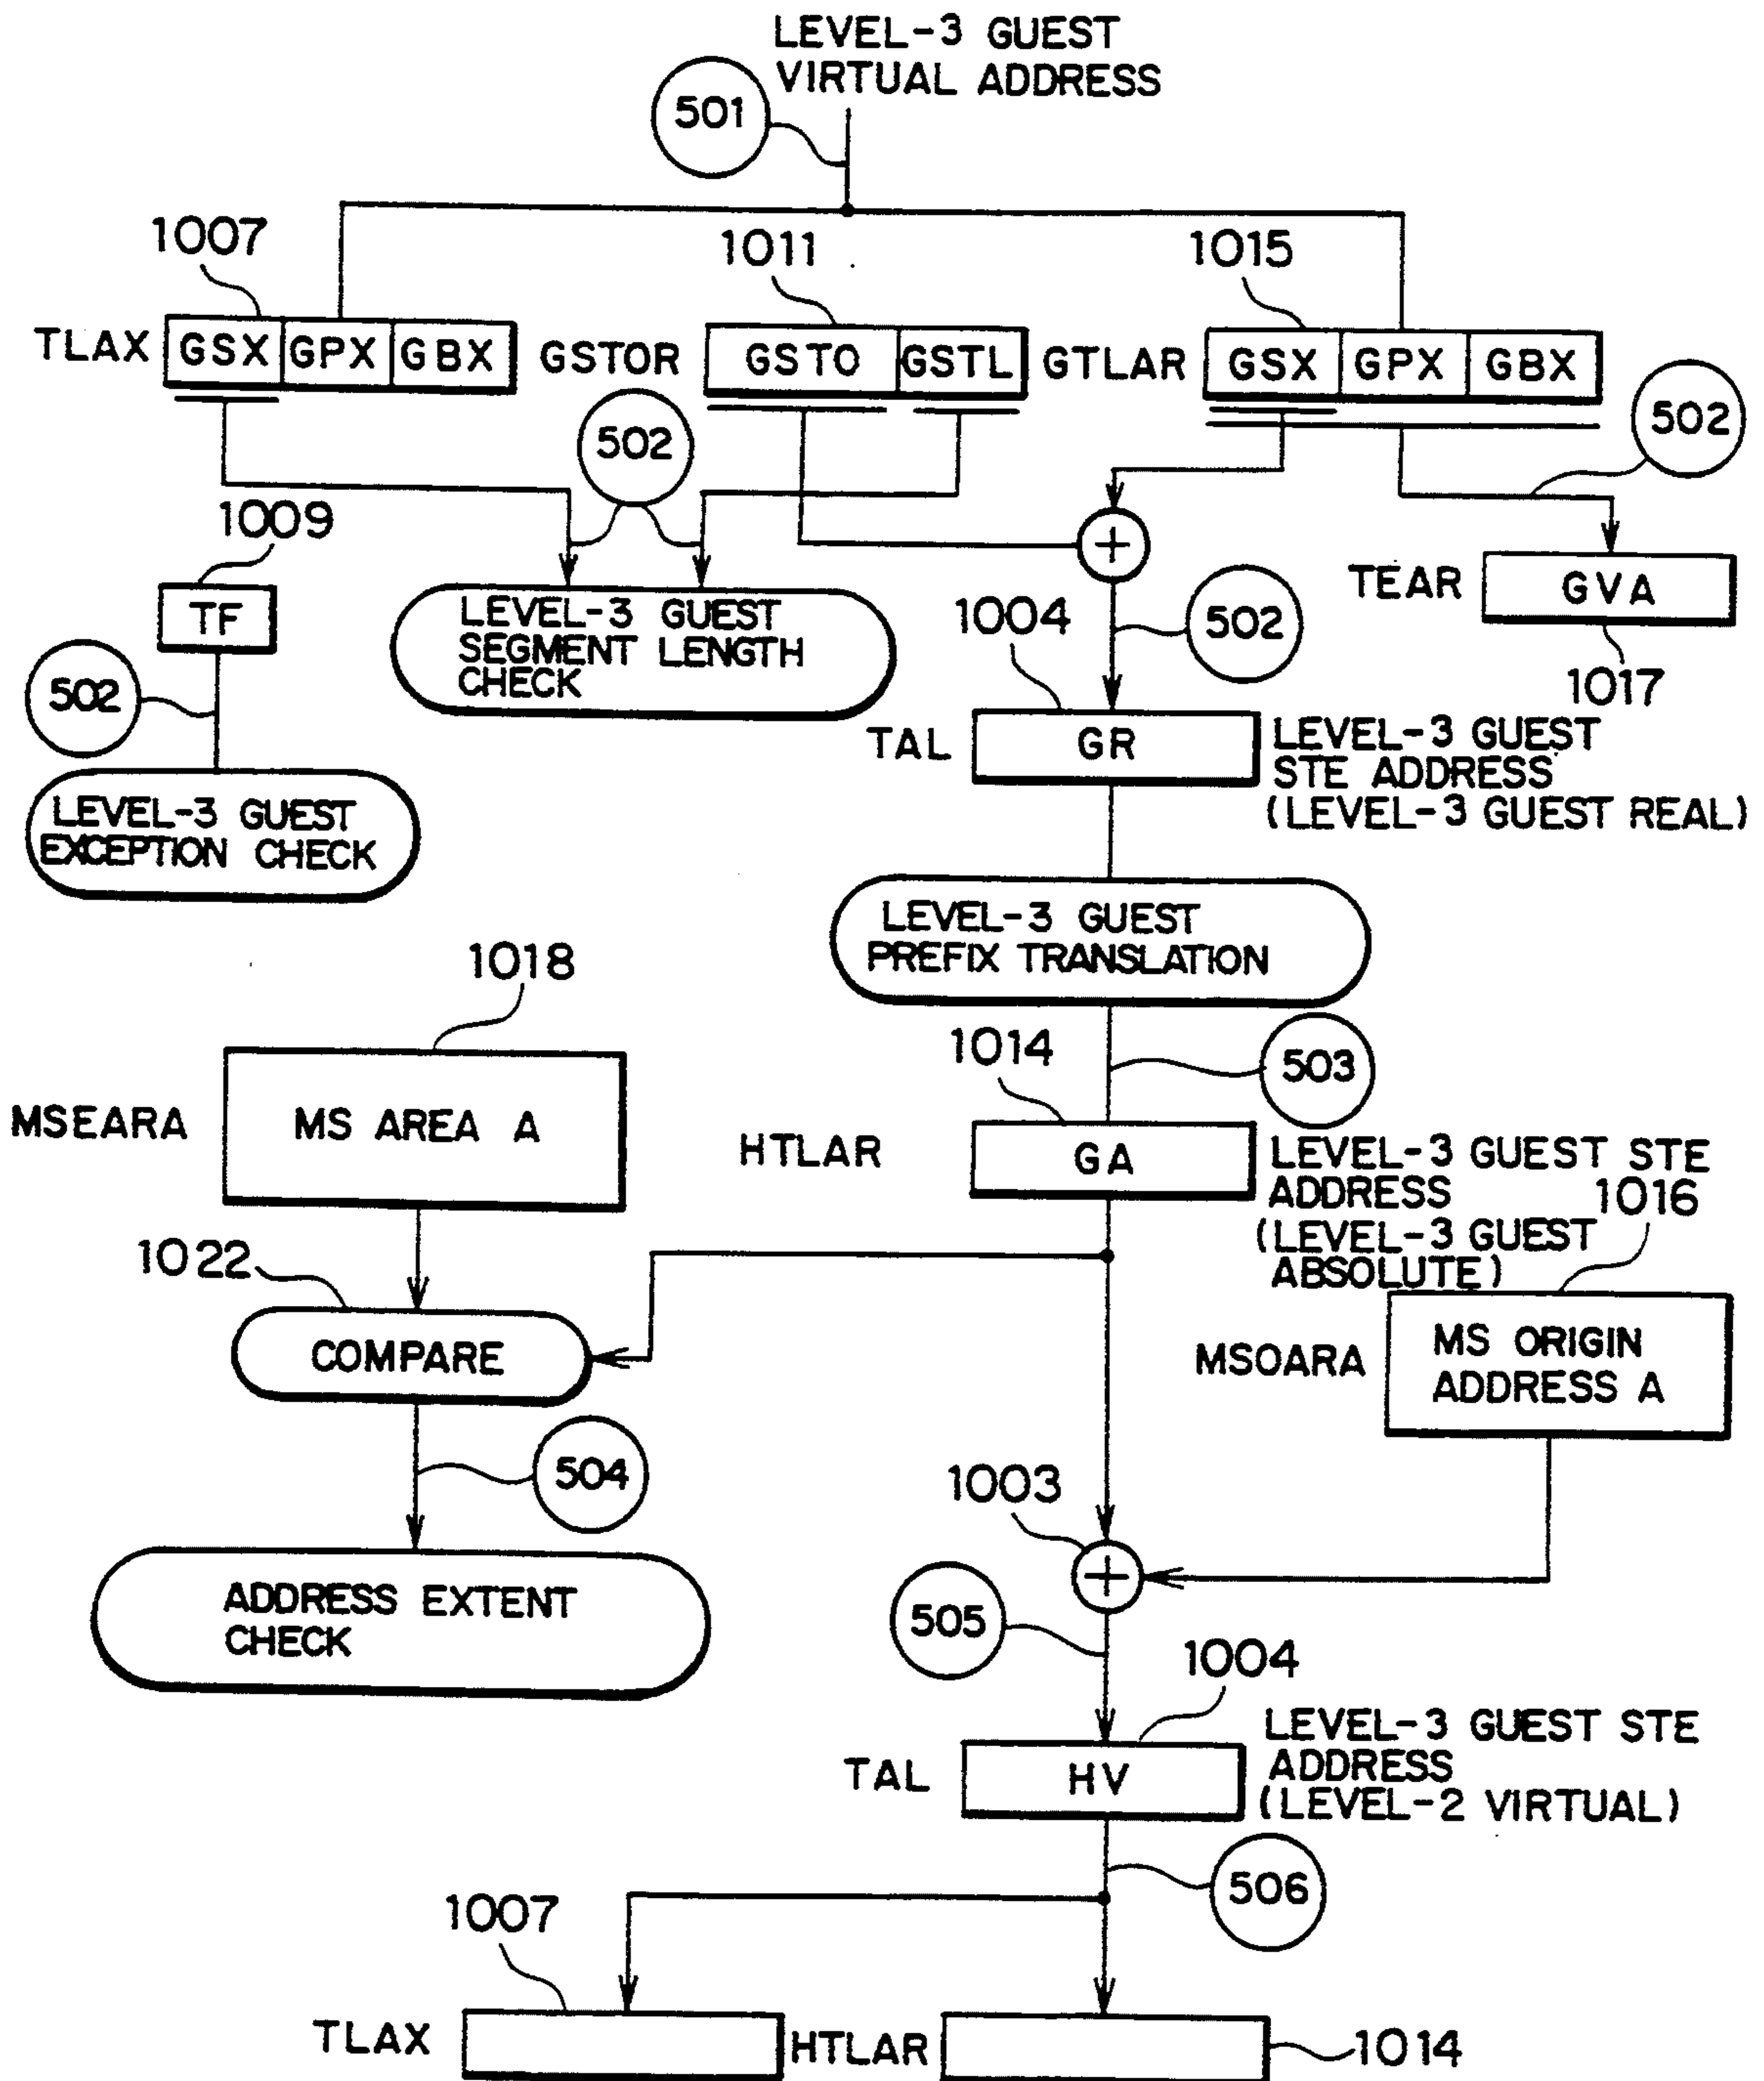 LEVEL-3 GUEST
VIRTUAL ADDRESS
501
1007
1011
1015
TLAX GSX GPX GBX
GSTOR GSTO GSTL
GTLAR GSX GPX GBX
502
502
1009
TF
502
LEVEL-3 GUEST
EXCEPTION CHECK
LEVEL-3 GUEST
SEGMENT LENGTH
CHECK
+
502
1004
TEAR GVA
1017
TAL GR
LEVEL-3 GUEST
STE ADDRESS
(LEVEL-3 GUEST REAL)
LEVEL-3 GUEST
PREFIX TRANSLATION
1018
MSEARA MS AREA A
503
1014
HTLAR GA
LEVEL-3 GUEST STE
ADDRESS
(LEVEL-3 GUEST
ABSOLUTE)
1016
1022
COMPARE
MSOARA
MS ORIGIN
ADDRESS A
504
ADDRESS EXTENT
CHECK
1003
+
505
1004
TAL HV
LEVEL-3 GUEST STE
ADDRESS
(LEVEL-2 VIRTUAL)
506
1007
TLAX
HTLAR
1014